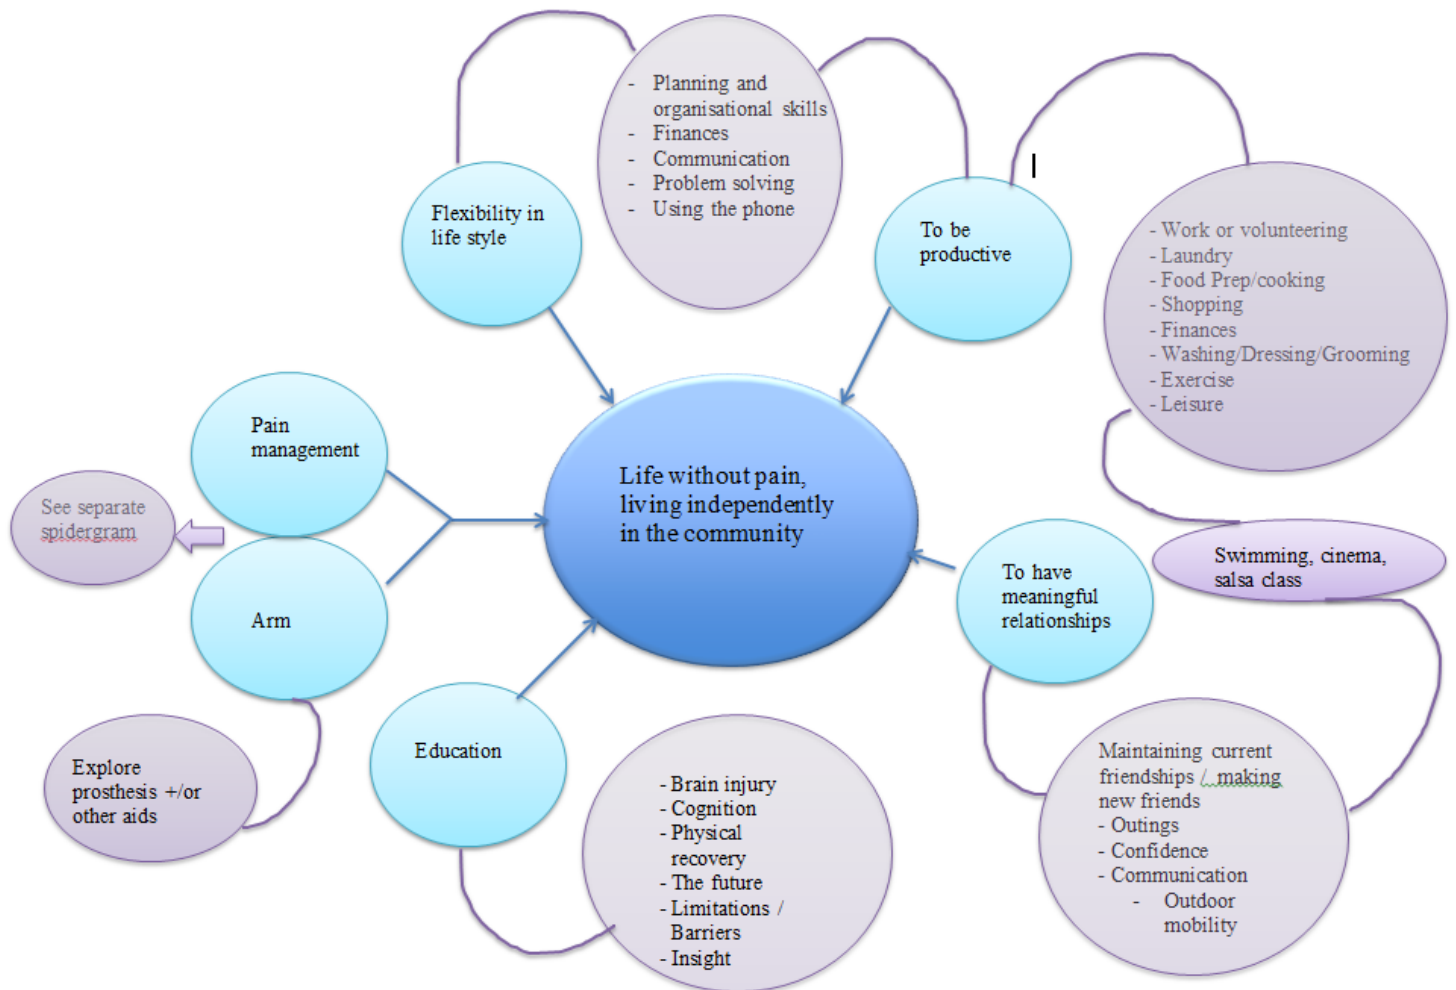 - Planning and
organisational skills
- Finances
- Communication
- Problem solving
- Using the phone
Flexibility in
life style
To be
productive
- Work or volunteering
- Laundry
- Food Prep/cooking
- Shopping
- Finances
- Washing/Dressing/Grooming
- Exercise
- Leisure
Pain
management
See separate
spidergram
Life without pain,
living independently
in the community
Swimming, cinema,
salsa class
To have
meaningful
relationships
Arm
Explore
prosthesis +/or
other aids
Education
- Brain injury
- Cognition
- Physical
recovery
- The future
- Limitations /
Barriers
- Insight
Maintaining current
friendships / making
new friends
- Outings
- Confidence
- Communication
- Outdoor
mobility